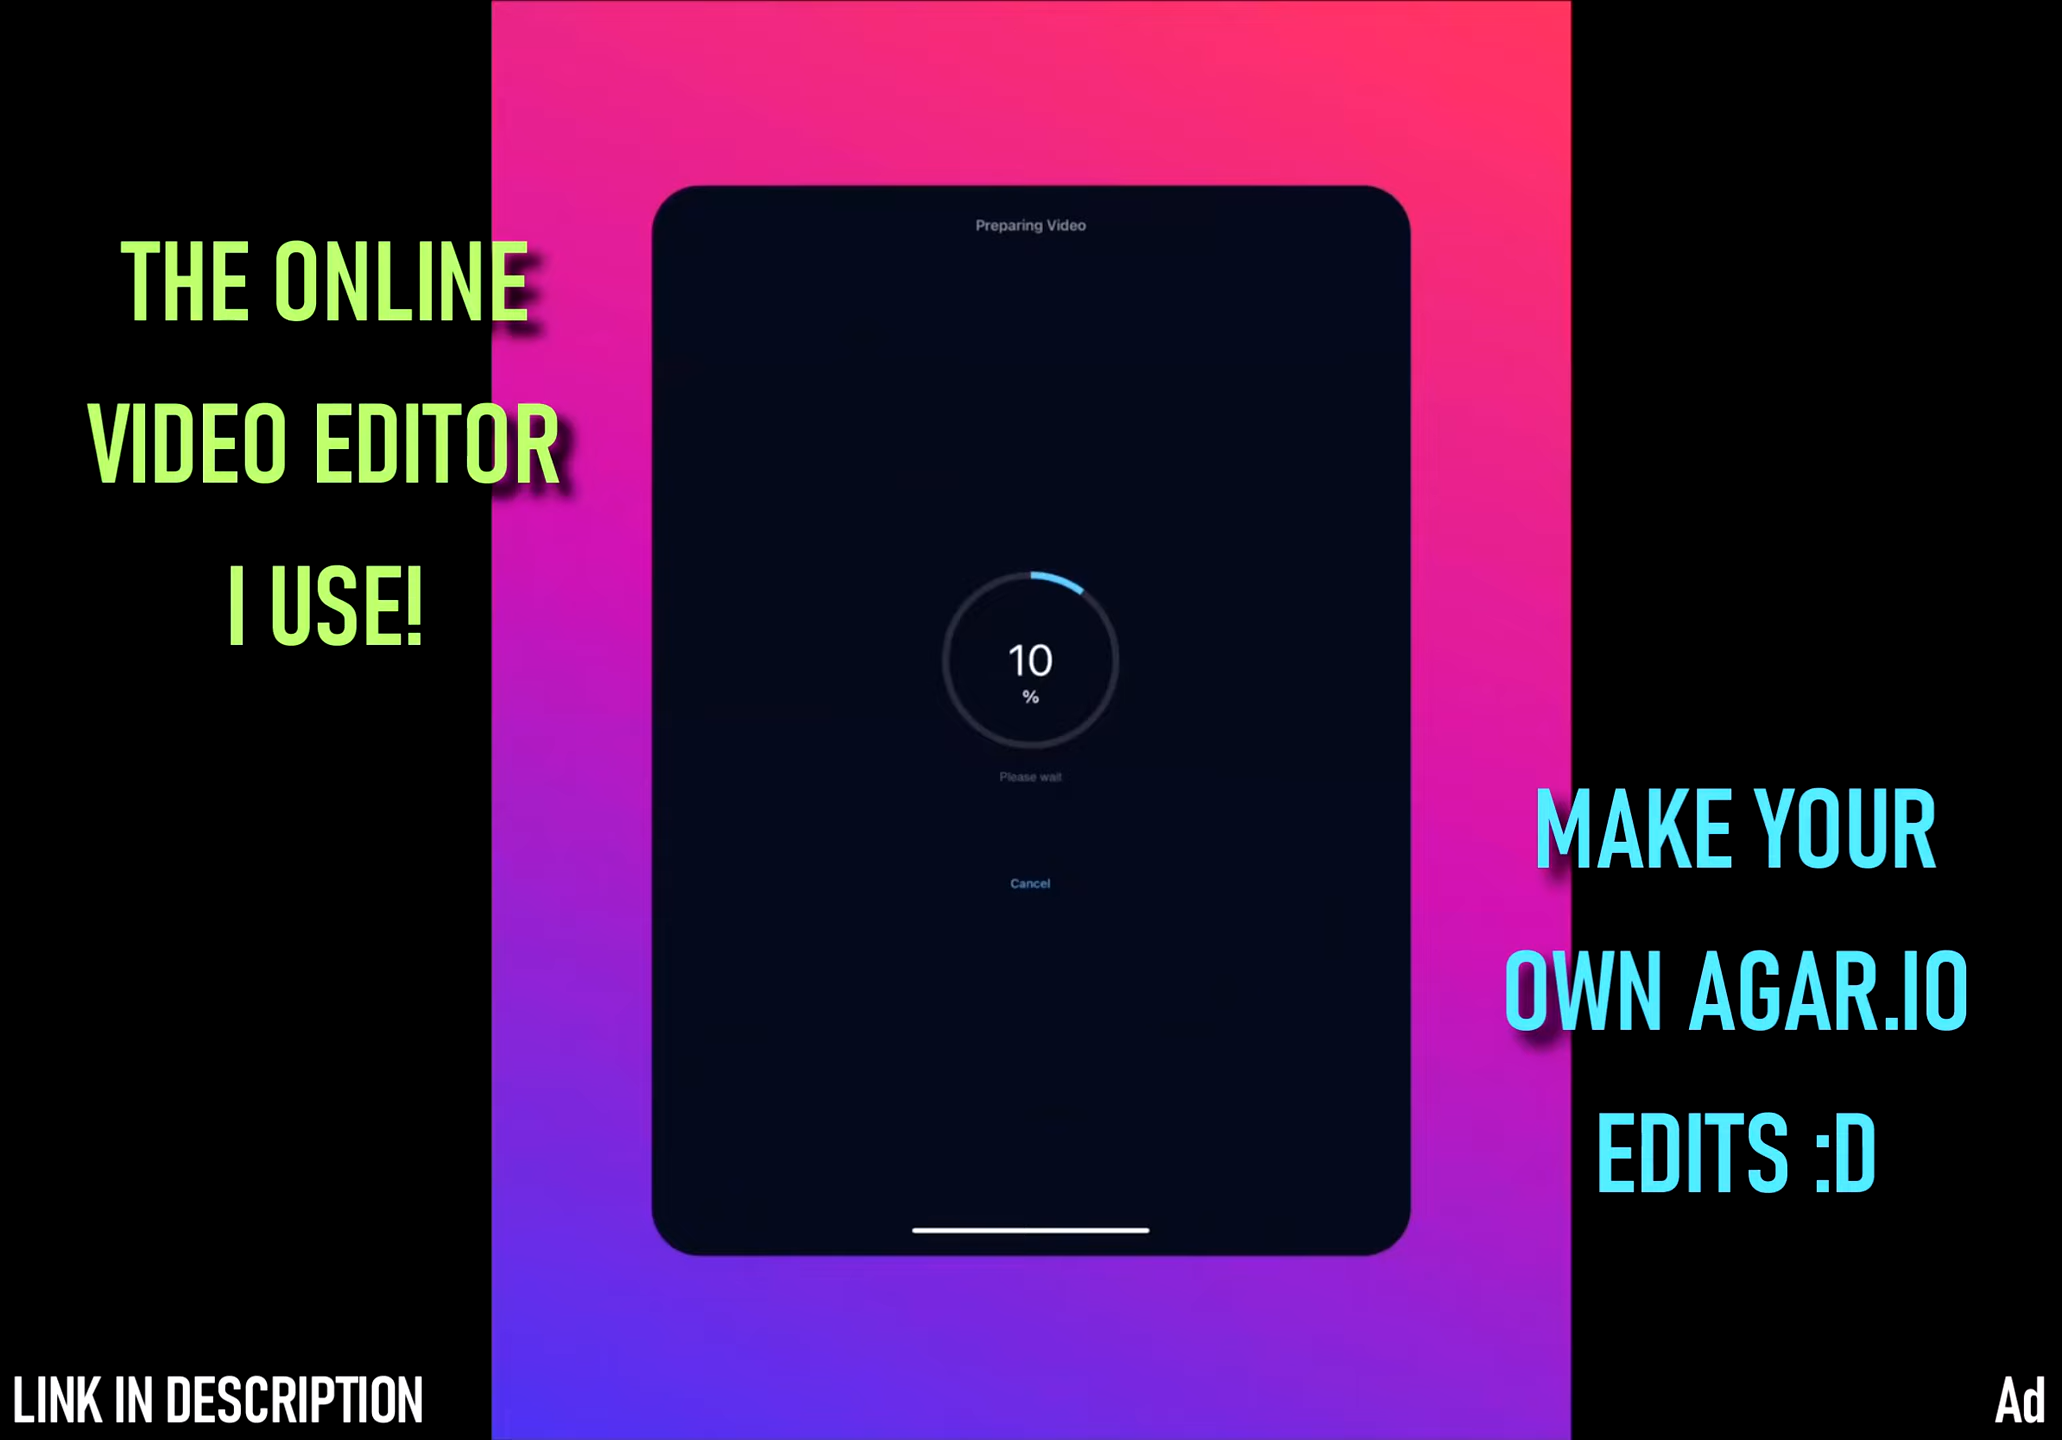 THE ONLINE
VIDEO EDITOR
I USE!
Preparing Video
10
%
Please wait
Cancel
MAKE YOUR
OWN AGAR.IO
EDITS :D
LINK IN DESCRIPTION
Ad